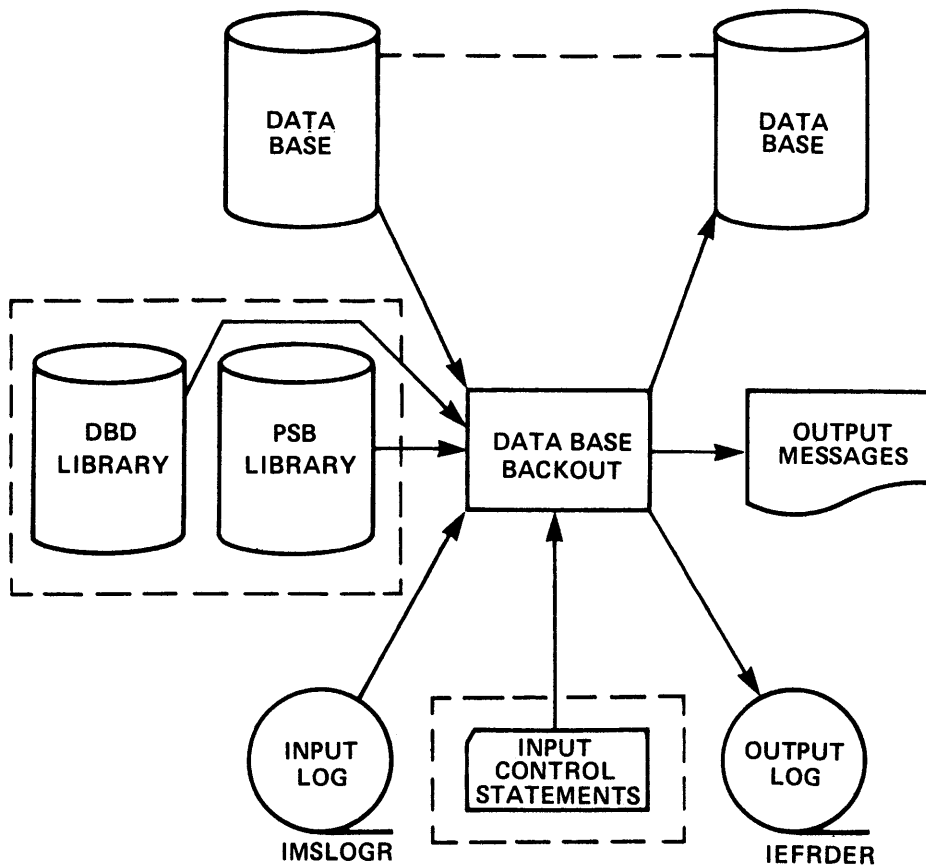 DATA
BASE
DATA
BASE
DBD
LIBRARY
PSB
LIBRARY
DATA BASE
BACKOUT
OUTPUT
MESSAGES
INPUT
LOG
IMSLOGR
INPUT
CONTROL
STATEMENTS
OUTPUT
LOG
IEFRDER